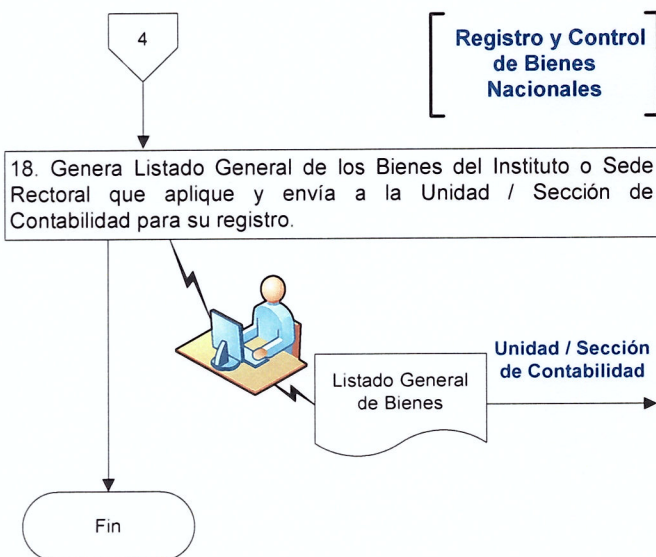 4
Registro y Control
de Bienes
Nacionales
18. Genera Listado General de los Bienes del Instituto o Sede
Rectoral que aplique y envía a la Unidad / Sección de
Contabilidad para su registro.
Unidad / Sección
de Contabilidad
Listado General
de Bienes
Fin